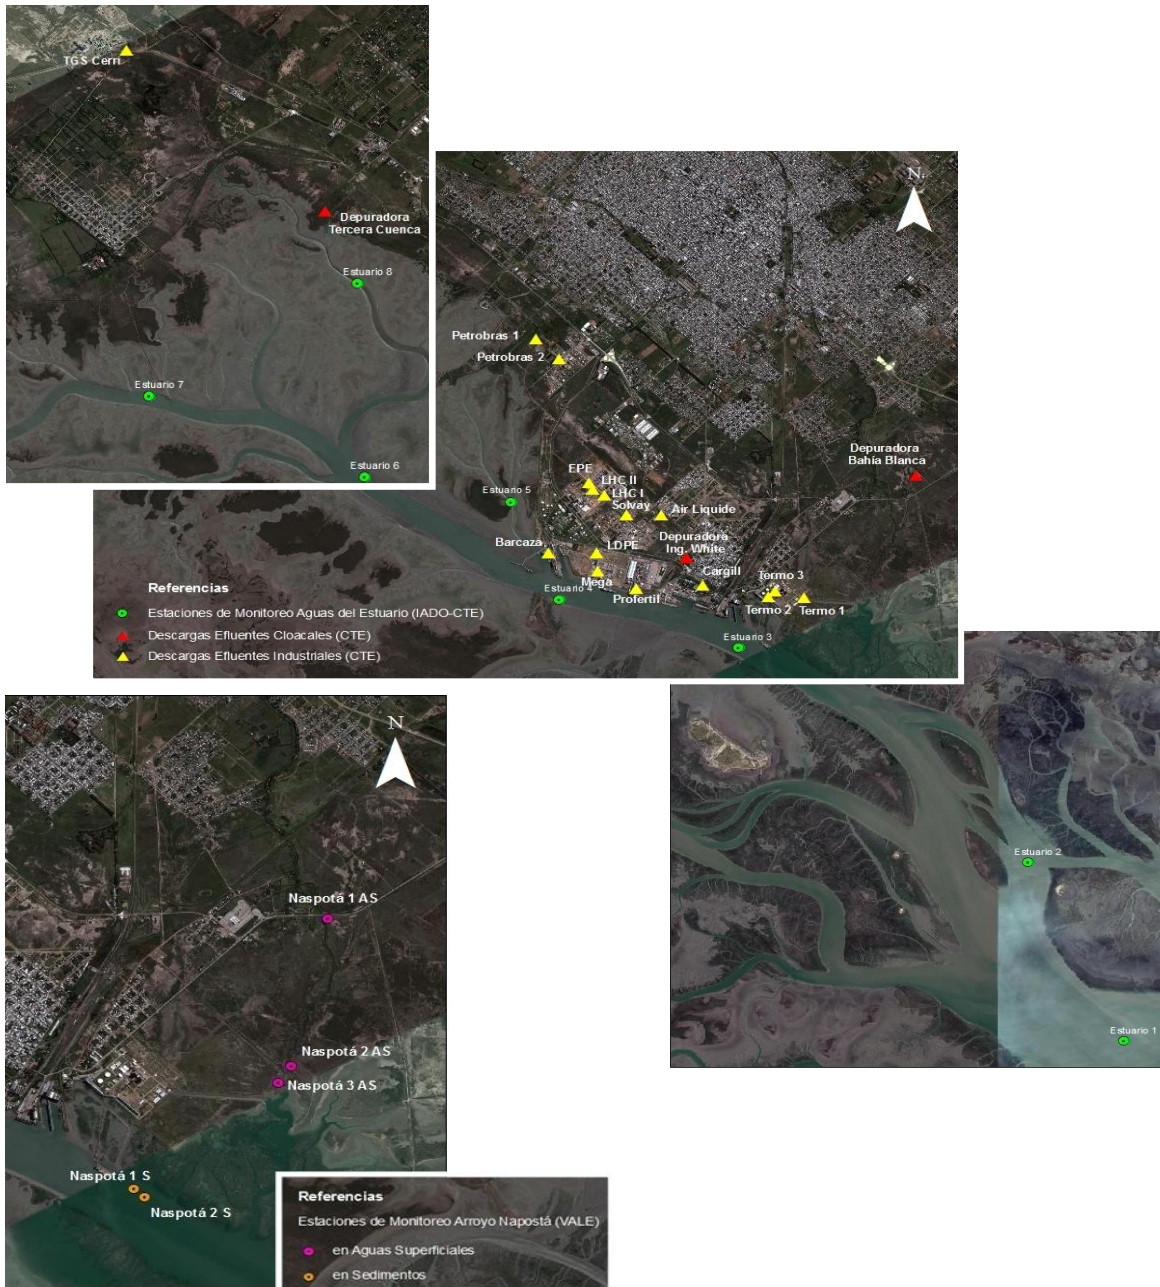 TGS Cerri
Depuradora
Tercera Cuenca
Estuario 8
Estuario 7
Estuario 6
N
Petrobras 1
Petrobras 2
Depuradora
Bahía Blanca
EPE
LHC II
LHC I
Solvay
Air Liquide
Estuario 5
Barcaza
LDPE
Depuradora
Ing. White
Mega
Profertil
Cargill
Termo 3
Termo 2
Termo 1
Estuario 4
Estuario 3
Referencias
Estaciones de Monitoreo Aguas del Estuario (IADO-CTE)
Descargas Efluentes Cloacales (CTE)
Descargas Efluentes Industriales (CTE)
Estuario 2
Estuario 1
N
Naspotá 1 AS
Naspotá 2 AS
Naspotá 3 AS
Naspotá 1 S
Naspotá 2 S
Referencias
Estaciones de Monitoreo Arroyo Napostá (VALE)
en Aguas Superficiales
en Sedimentos